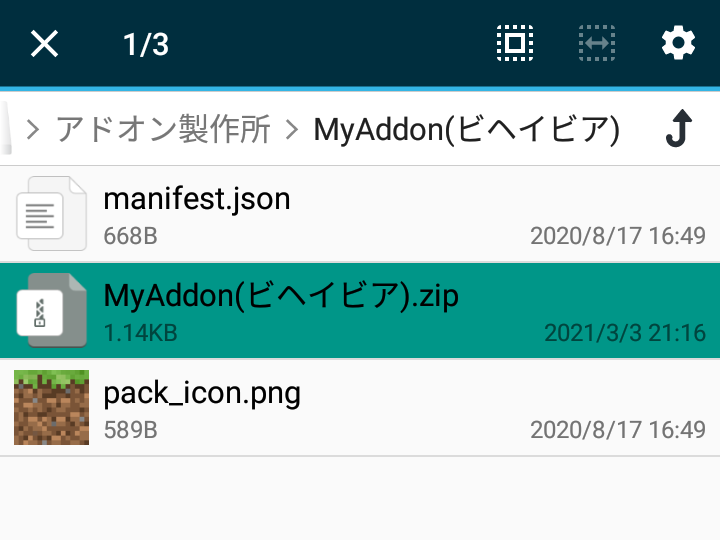 1/3
アドオン製作所 MyAddon(ビヘイビア)
manifest.json
668B 2020/8/17 16:49
MyAddon(ビヘイビア).zip
1.14KB 2021/3/3 21:16
pack_icon.png
589B 2020/8/17 16:49